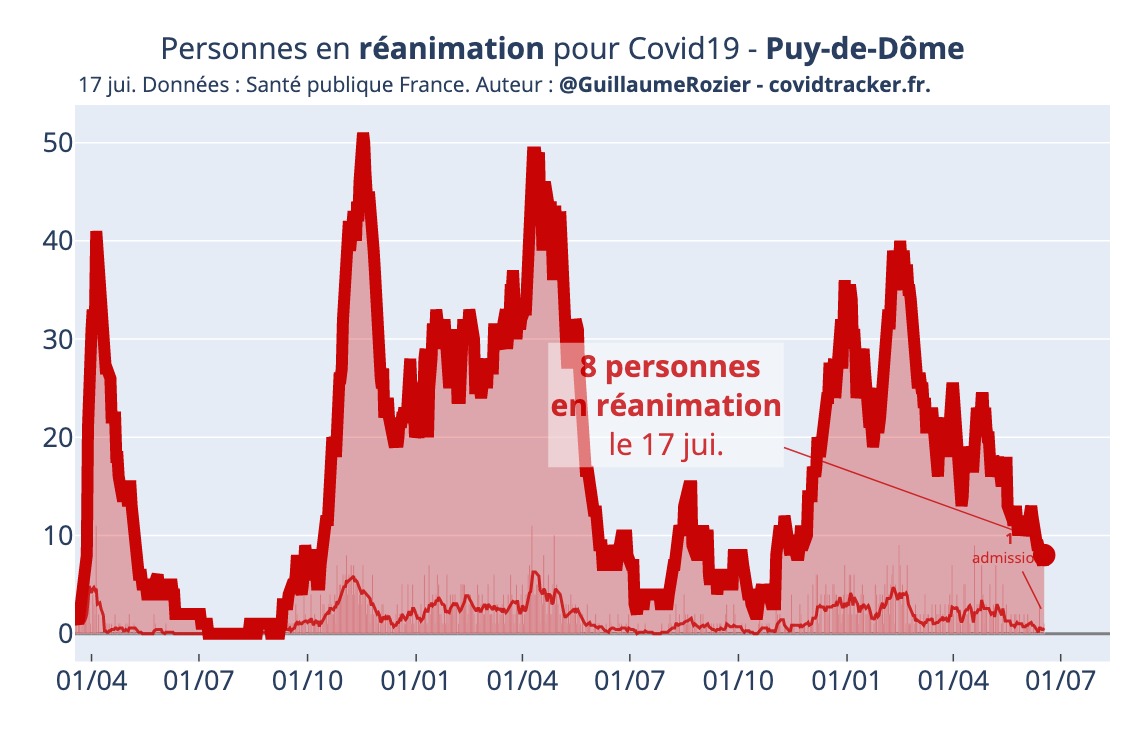 Personnes en réanimation pour Covid19 - Puy-de-Dôme
17 jui. Données : Santé publique France. Auteur : @GuillaumeRozier - covidtracker.fr.
50
40
30
20
10
0
8 personnes
en réanimation
le 17 jui.
1
admissio
01/04 01/07 01/10 01/01 01/04 01/07 01/10 01/01 01/04 01/07